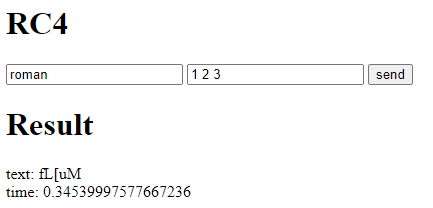 RC4
roman 1 2 3 send
Result
text: fL[uM
time: 0.34539997577667236